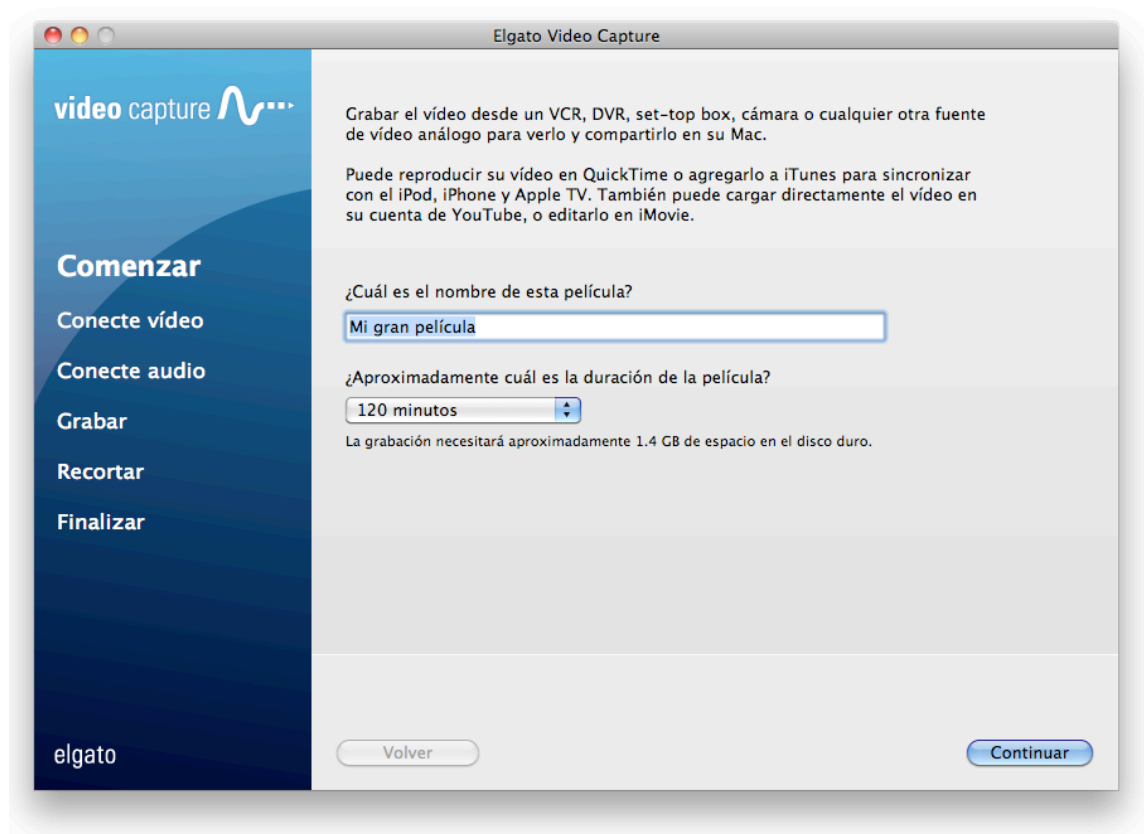 Elgato Video Capture
video capture
Grabar el vídeo desde un VCR, DVR, set-top box, cámara o cualquier otra fuente
de vídeo análogo para verlo y compartirlo en su Mac.
Puede reproducir su vídeo en QuickTime o agregarlo a iTunes para sincronizar
con el iPod, iPhone y Apple TV. También puede cargar directamente el vídeo en
su cuenta de YouTube, o editarlo en iMovie.
Comenzar
Conecte vídeo
Conecte audio
Grabar
Recortar
Finalizar
¿Cuál es el nombre de esta película?
Mi gran película
¿Aproximadamente cuál es la duración de la película?
120 minutos
La grabación necesitará aproximadamente 1.4 GB de espacio en el disco duro.
elgato
Volver
Continuar